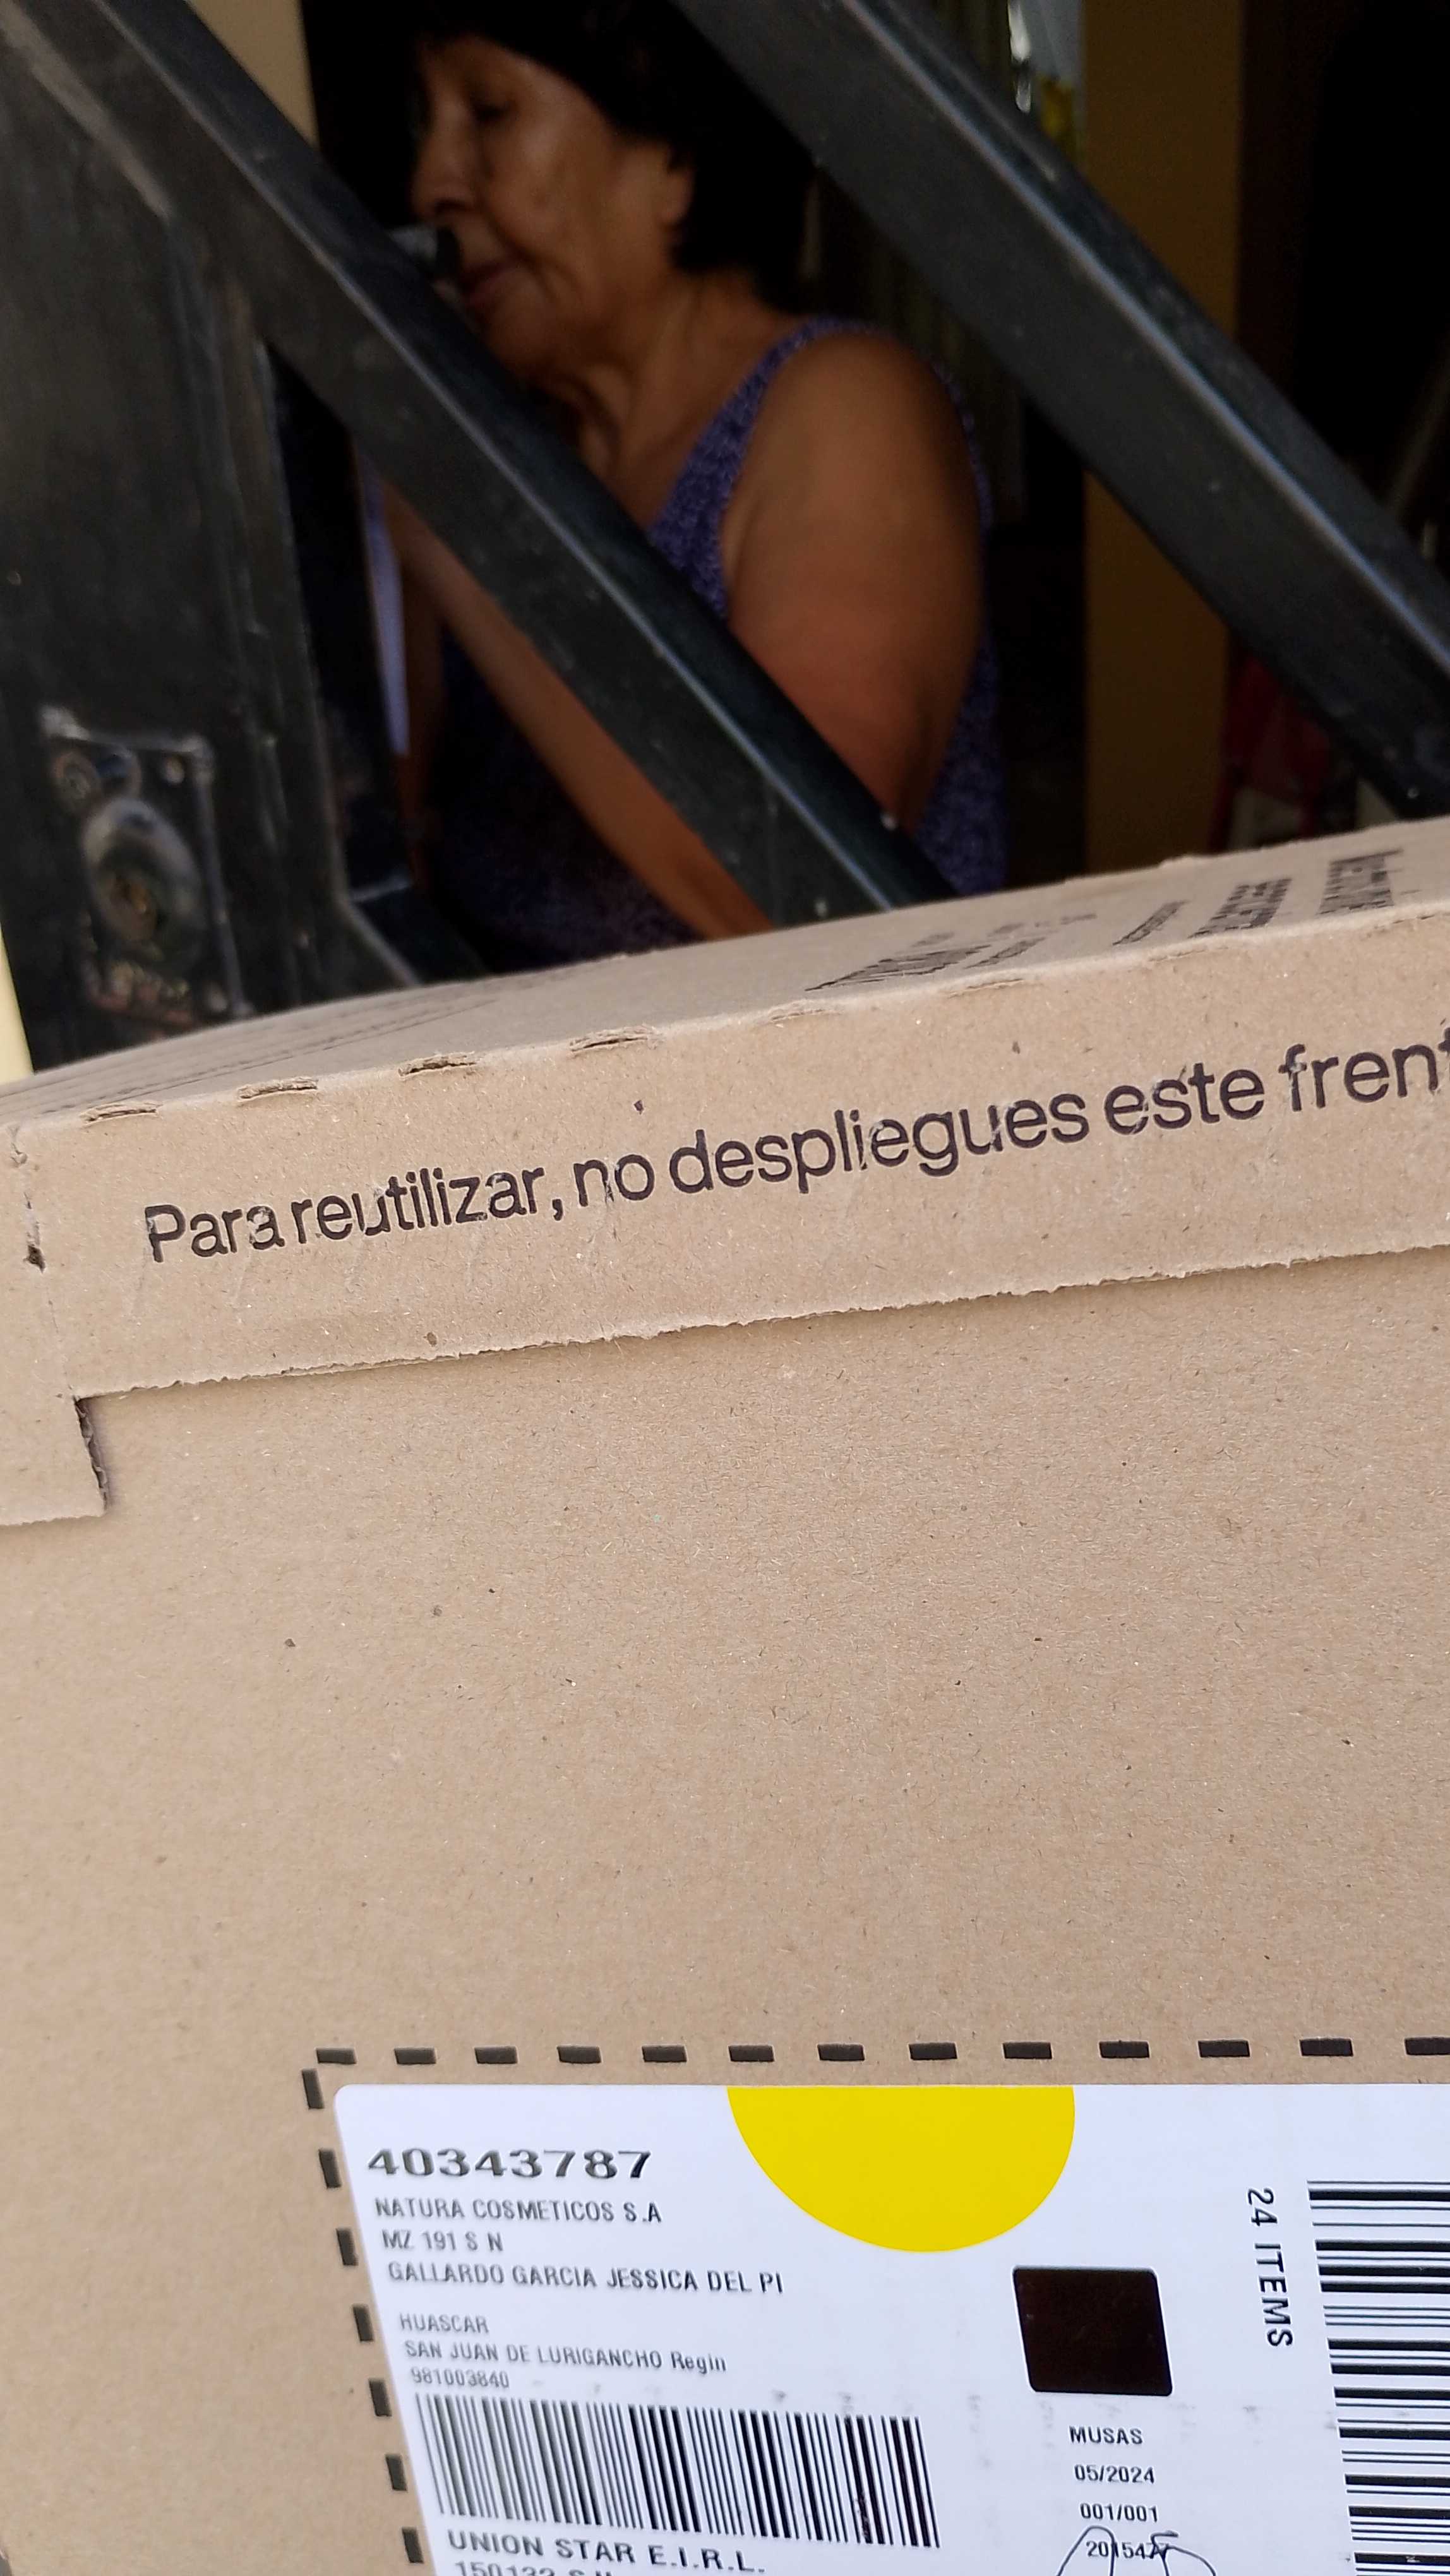 Para reutilizar, no despliegues este
40343787
NATURA COSMETICOS S.A
MZ 191 S N
GALLARDO GARCIA JESSICA DEL PI
HUASCAR
SAN JUAN DE LURIGANCHO Regin
981003840
UNION STAR E.I.R.L.
24 ITEMS
MUSAS
05/2024
001/001